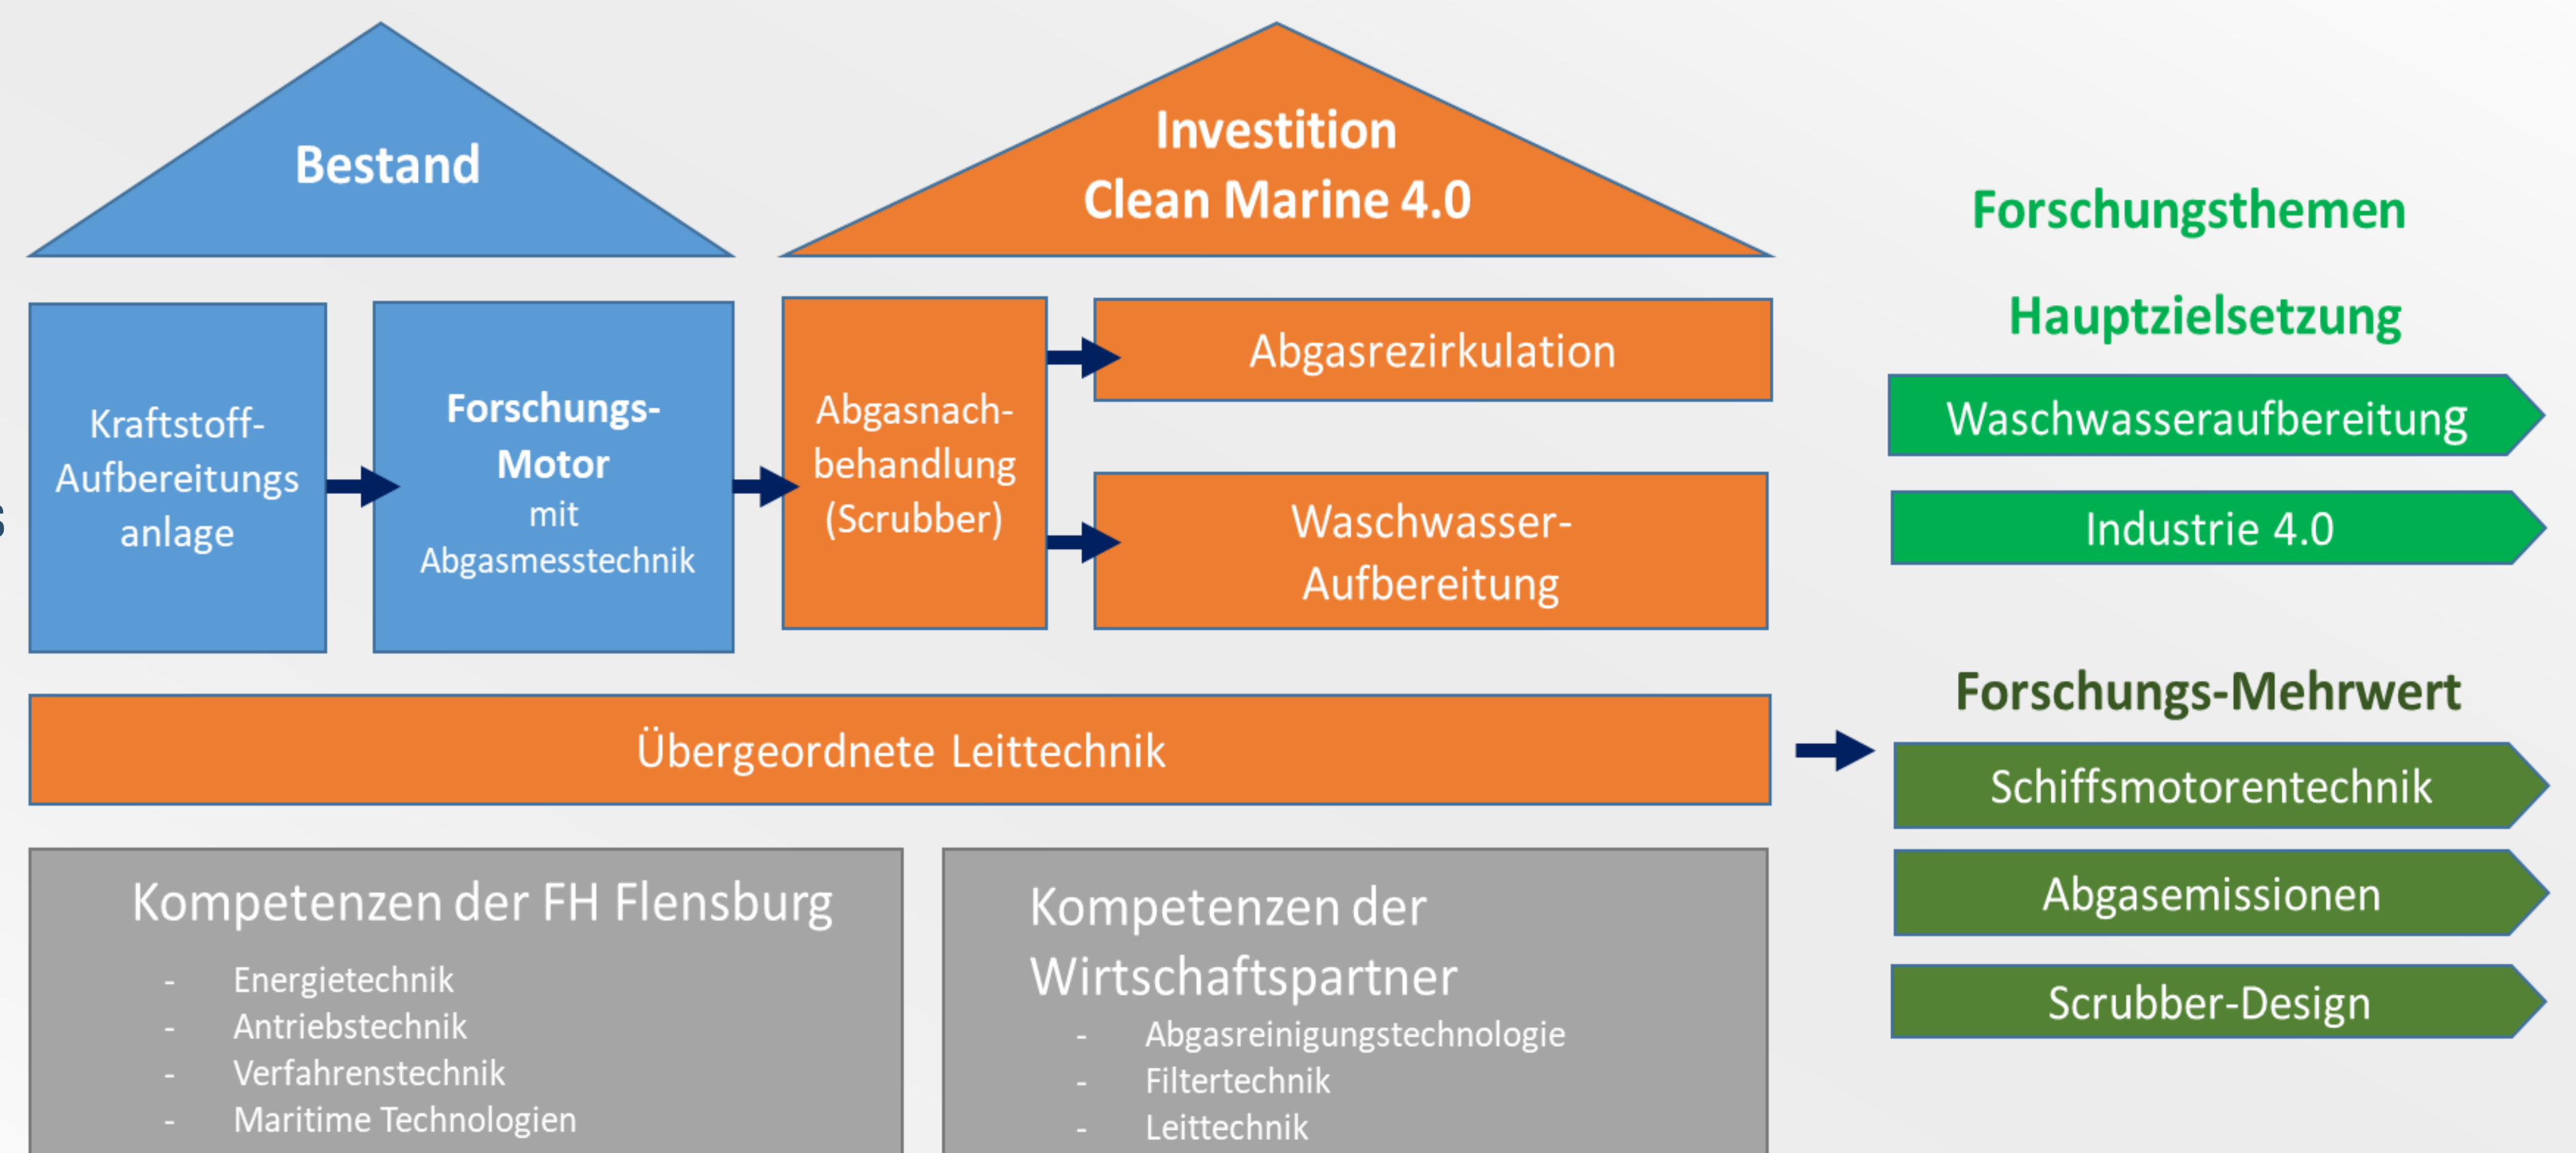 Bestand
Investition
Clean Marine 4.0
Kraftstoff-
Aufbereitungs
anlage
Forschungs-
Motor
mit
Abgasmesstechnik
Abgasnach-
behandlung
(Scrubber)
Abgasrezirkulation
Waschwasser-
Aufbereitung
Übergeordnete Leittechnik
Kompetenzen der FH Flensburg
- Energietechnik
- Antriebstechnik
- Verfahrenstechnik
- Maritime Technologien
Kompetenzen der
Wirtschaftspartner
- Abgasreinigungstechnologie
- Filtertechnik
- Leittechnik
Forschungsthemen
Hauptzielsetzung
Waschwasseraufbereitung
Industrie 4.0
Forschungs-Mehrwert
Schiffsmotorentechnik
Abgasemissionen
Scrubber-Design